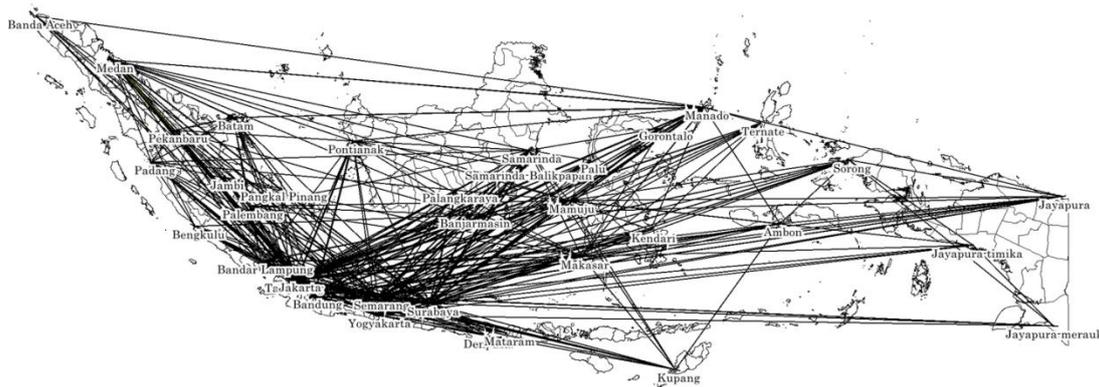 Banda Aceh
Medan
Manado
Batam
Ternate
Pekanbaru
Gorontalo
Pontianak
Samarinda
Padang
Sorong
Samarinda-Balikpapan
Palu
Jambi
Pangkal Pinang
Palangkaraya
Jayapura
Mamuju
Palembang
Banjarmasin
Bengkulu
Ambon
Kendari
Jayapura-timika
Makasar
Bandar Lampung
Jakarta
Bandung
Semarang
Surabaya
Yogyakarta
Jayapura-merauk
Mataram
Kupang